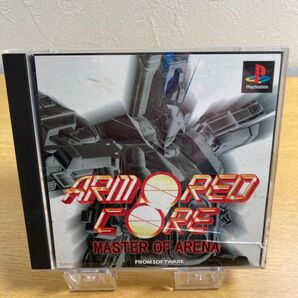 PlayStation
ARMORED
CORE
MASTER OF ARENA
FROM SOFTWARE